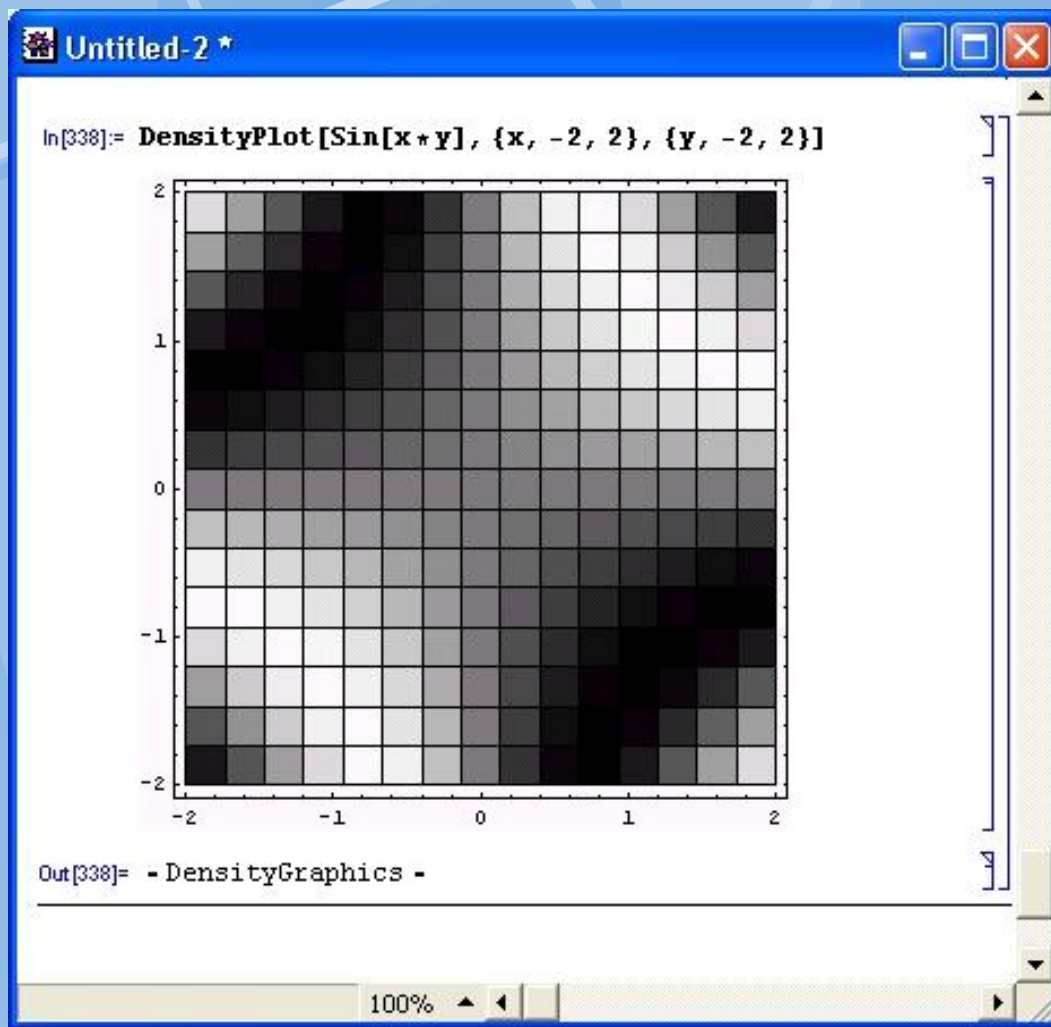 Untitled-2 *
In[338]:= DensityPlot[Sin[x*y], {x, -2, 2}, {y, -2, 2}]
2
1
0
-1
-2
-2 -1 0 1 2
Out[338]= -DensityGraphics-
100%